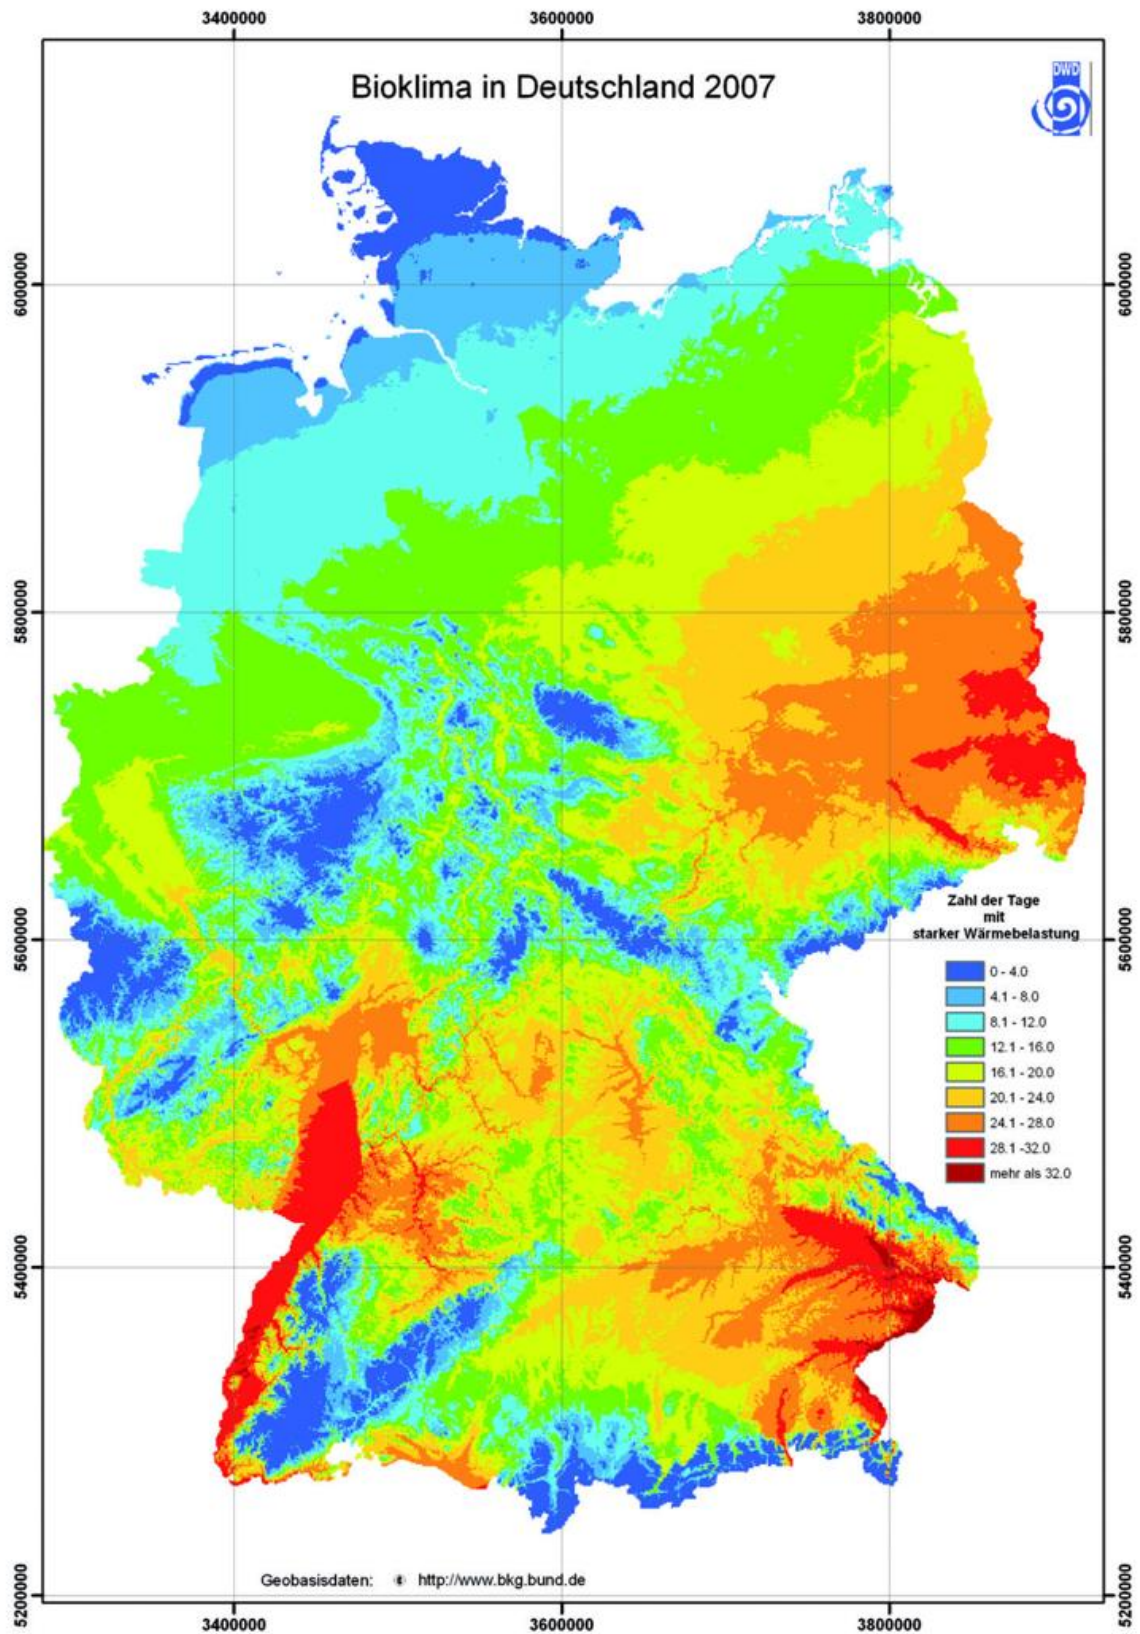 3400000 3600000 3800000
Bioklima in Deutschland 2007
DWD
6000000 6000000
5800000 5800000
5600000 5600000
5400000 5400000
5200000 5200000
Zahl der Tage
mit
starker Wärmebelastung
0 - 4.0
4.1 - 8.0
8.1 - 12.0
12.1 - 16.0
16.1 - 20.0
20.1 - 24.0
24.1 - 28.0
28.1 -32.0
mehr als 32.0
Geobasisdaten: http://www.bkg.bund.de
3400000 3600000 3800000